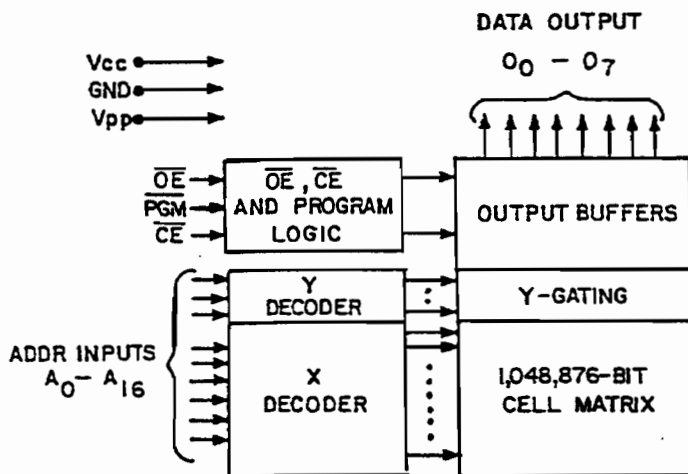 DATA OUTPUT
O0 – O7
Vcc
GND
Vpp
OE
PGM
CE
OE, CE
AND PROGRAM
LOGIC
OUTPUT BUFFERS
Y
DECODER
Y-GATING
ADDR INPUTS
A0 – A16
X
DECODER
1,048,876-BIT
CELL MATRIX